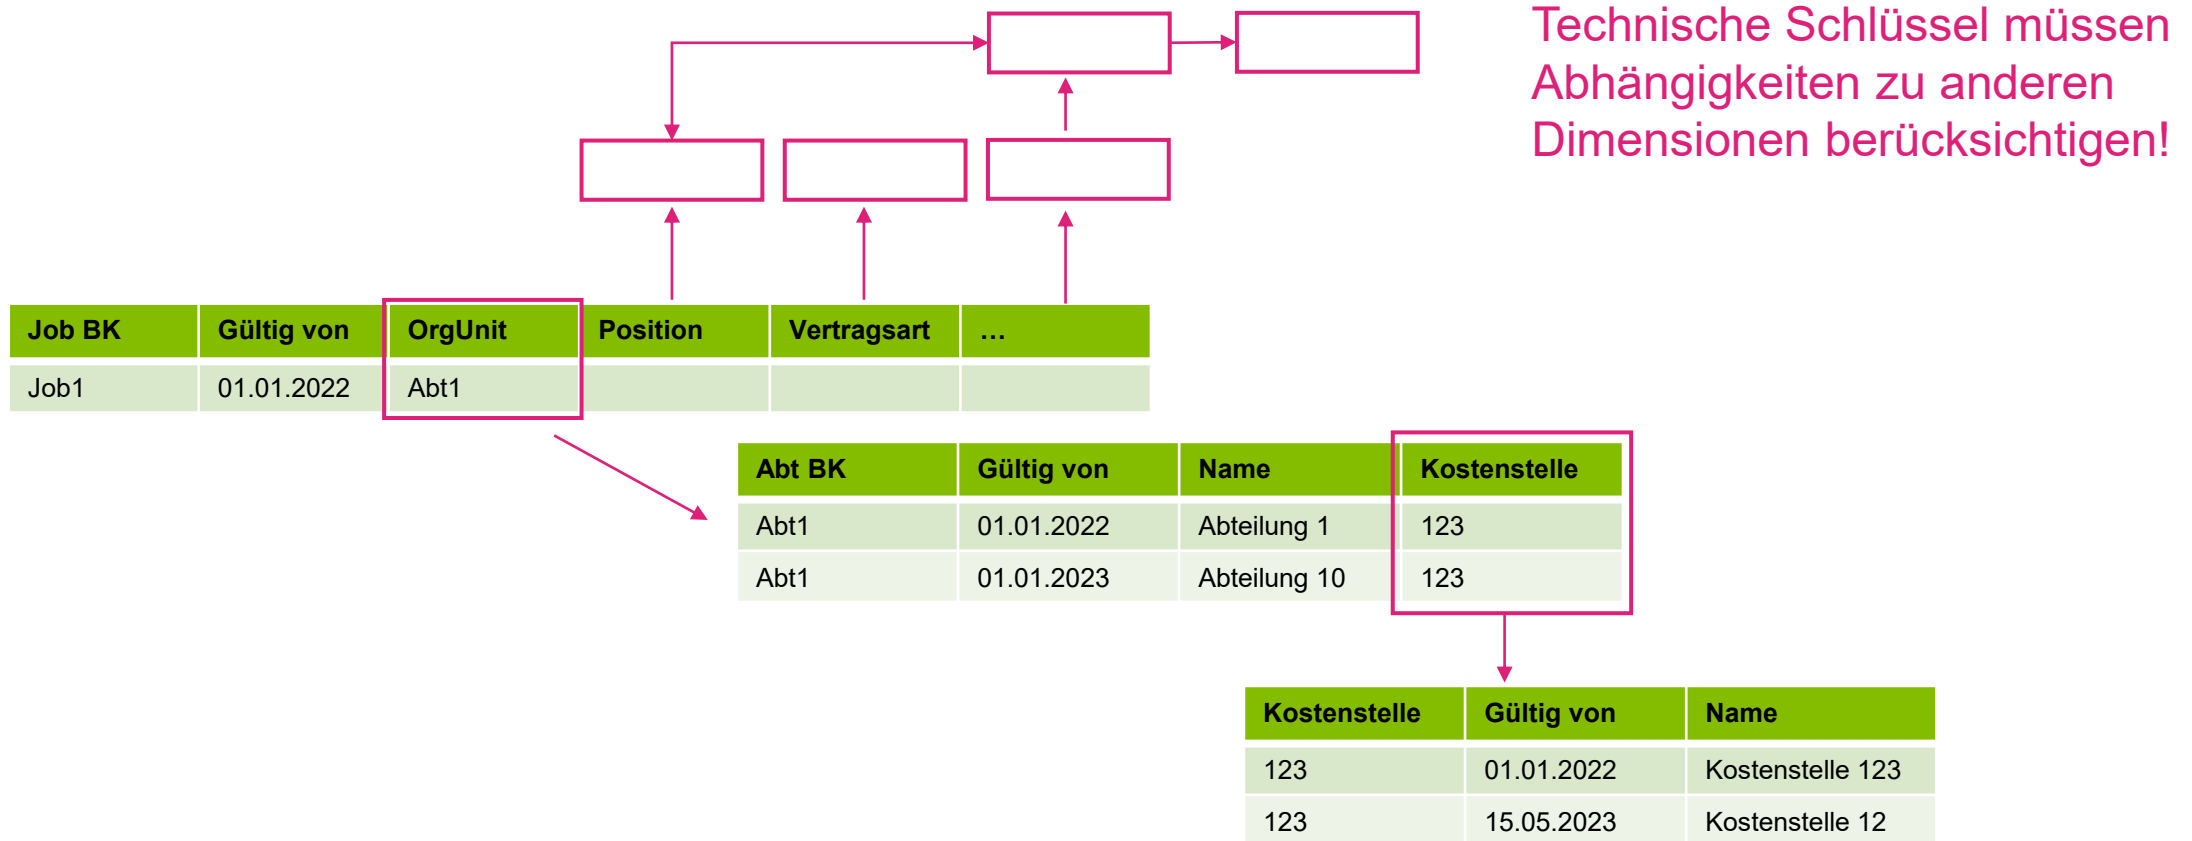 Technische Schlüssel müssen
Abhängigkeiten zu anderen
Dimensionen berücksichtigen!
Job BK Gültig von OrgUnit Position Vertragsart …
Job1 01.01.2022 Abt1
Abt BK Gültig von Name Kostenstelle
Abt1 01.01.2022 Abteilung 1 123
Abt1 01.01.2023 Abteilung 10 123
Kostenstelle Gültig von Name
123 01.01.2022 Kostenstelle 123
123 15.05.2023 Kostenstelle 12